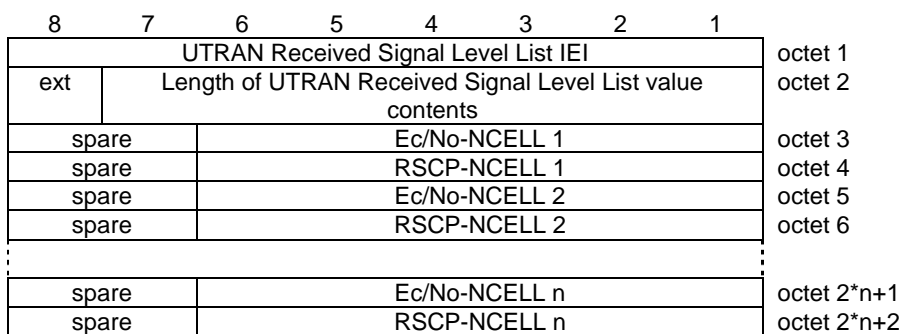 8 7 6 5 4 3 2 1
UTRAN Received Signal Level List IEI octet 1
ext Length of UTRAN Received Signal Level List value octet 2
contents
spare Ec/No-NCELL 1 octet 3
spare RSCP-NCELL 1 octet 4
spare Ec/No-NCELL 2 octet 5
spare RSCP-NCELL 2 octet 6
spare Ec/No-NCELL n octet 2*n+1
spare RSCP-NCELL n octet 2*n+2